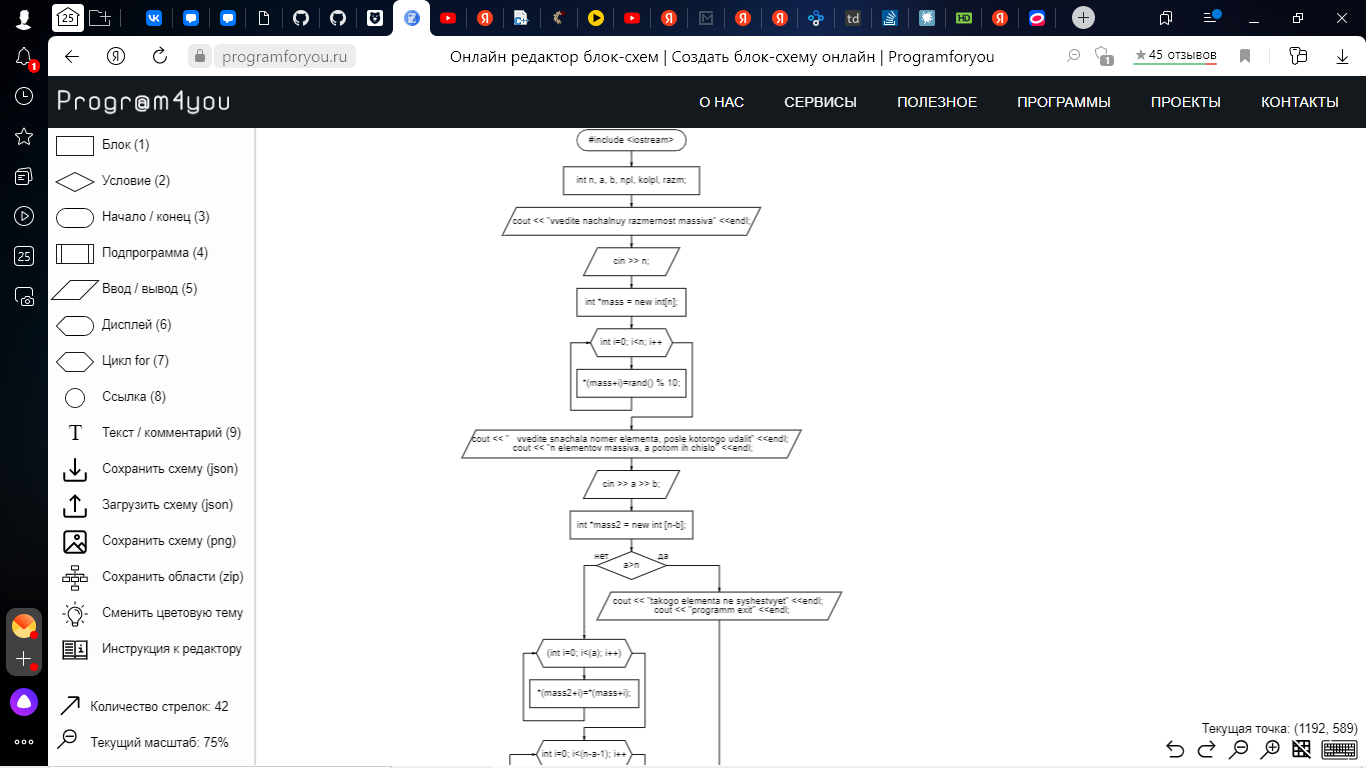 25
programforyou.ru
Онлайн редактор блок-схем | Создать блок-схему онлайн | Programforyou
1
★45 отзывов
td
HD
1
25
Progr@m4you
О НАС
СЕРВИСЫ
ПОЛЕЗНОЕ
ПРОГРАММЫ
ПРОЕКТЫ
КОНТАКТЫ
Блок (1)
Условие (2)
Начало / конец (3)
Подпрограмма (4)
Ввод / вывод (5)
Дисплей (6)
Цикл for (7)
Ссылка (8)
T Текст / комментарий (9)
Сохранить схему (json)
Загрузить схему (json)
Сохранить схему (png)
Сохранить области (zip)
Сменить цветовую тему
Инструкция к редактору
Количество стрелок: 42
Текущий масштаб: 75%
#include <iostream>
int n, a, b, npl, kolpl, razm;
cout << "vvedite nachalnuy razmernost massiva" <<endl;
cin >> n;
int *mass = new int[n];
int i=0; i<n; i++
*(mass+i)=rand() % 10;
cout << "   vvedite snachala nomer elementa, posle kotorogo udalit" <<endl;
cout << "n elementov massiva, a potom ih chislo" <<endl;
cin >> a >> b;
int *mass2 = new int [n-b];
нет
да
a>n
cout << "takogo elementa ne syshestvyet" <<endl;
cout << "programm exit" <<endl;
(int i=0; i<(a); i++)
*(mass2+i)=*(mass+i);
int i=0; i<(n-a-1); i++
Текущая точка: (1192, 589)